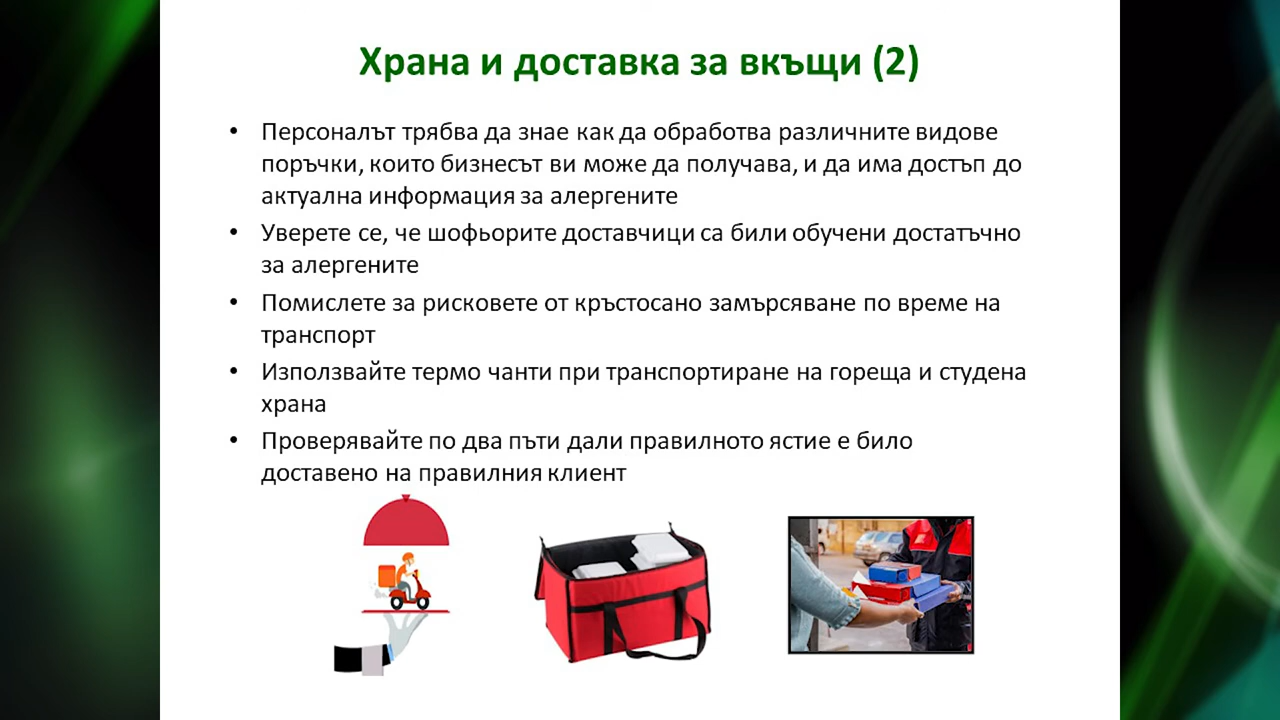 Храна и доставка за вкъщи (2)
• Персоналът трябва да знае как да обработва различните видове
поръчки, които бизнесът ви може да получава, и да има достъп до
актуална информация за алергените
• Уверете се, че шофьорите доставчици са били обучени достатъчно
за алергените
• Помислете за рисковете от кръстосано замърсяване по време на
транспорт
• Използвайте термо чанти при транспортиране на гореща и студена
храна
• Проверявайте по два пъти дали правилното ястие е било
доставено на правилния клиент